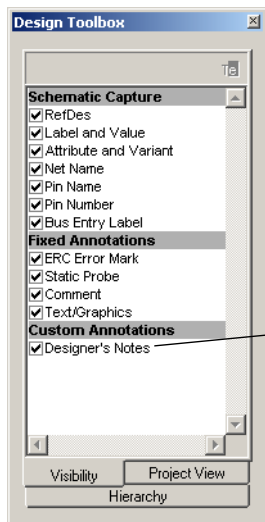 Design Toolbox
Schematic Capture
RefDes
Label and Value
Attribute and Variant
Net Name
Pin Name
Pin Number
Bus Entry Label
Fixed Annotations
ERC Error Mark
Static Probe
Comment
Text/Graphics
Custom Annotations
Designer's Notes
Visibility
Project View
Hierarchy